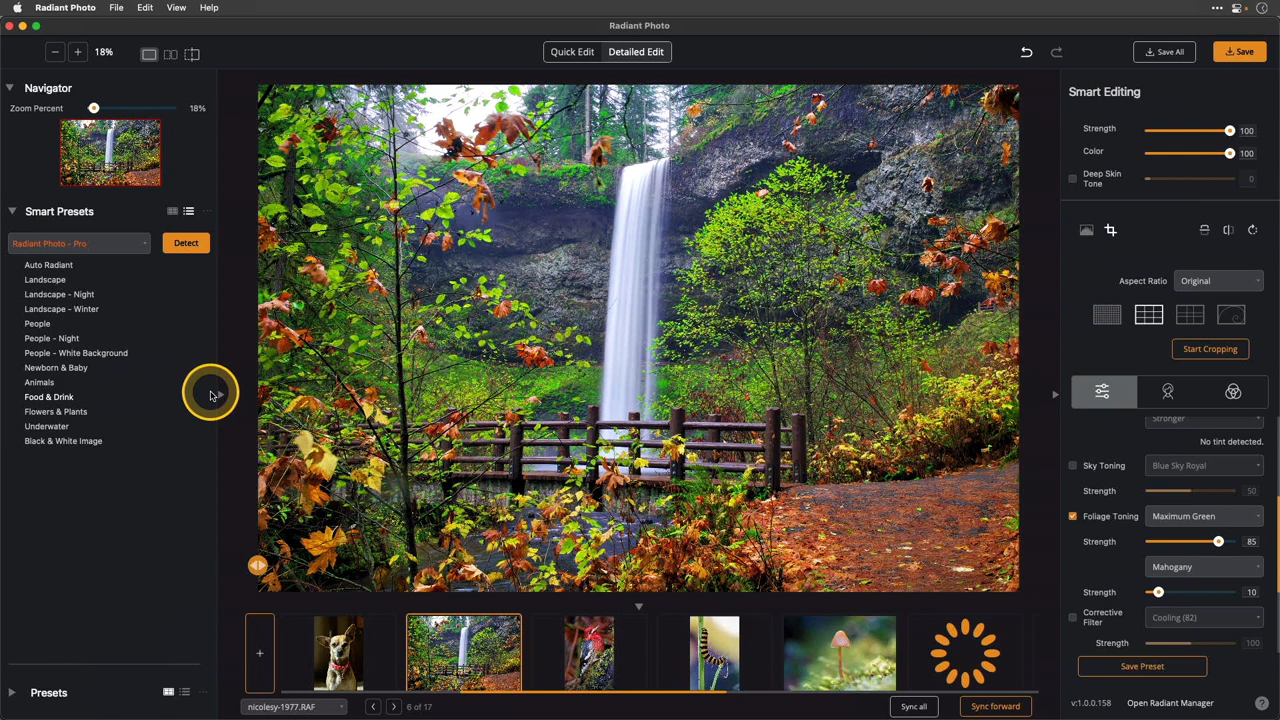 Radiant Photo File Edit View Help
Radiant Photo
18%
Quick Edit Detailed Edit
Save All
Save
Navigator
Zoom Percent 18%
Smart Presets
Radiant Photo - Pro
Detect
Auto Radiant
Landscape
Landscape - Night
Landscape - Winter
People
People - Night
People - White Background
Newborn & Baby
Animals
Food & Drink
Flowers & Plants
Underwater
Black & White Image
Presets
nicolesy-1977.RAF
6 of 17
Sync all
Sync forward
Smart Editing
Strength 100
Color 100
Deep Skin Tone 0
Aspect Ratio Original
Start Cropping
Stronger
No tint detected.
Sky Toning Blue Sky Royal
Strength 50
Foliage Toning Maximum Green
Strength 85
Mahogany
Strength 10
Corrective Filter Cooling (82)
Strength 100
Save Preset
v:1.0.0.158 Open Radiant Manager ?